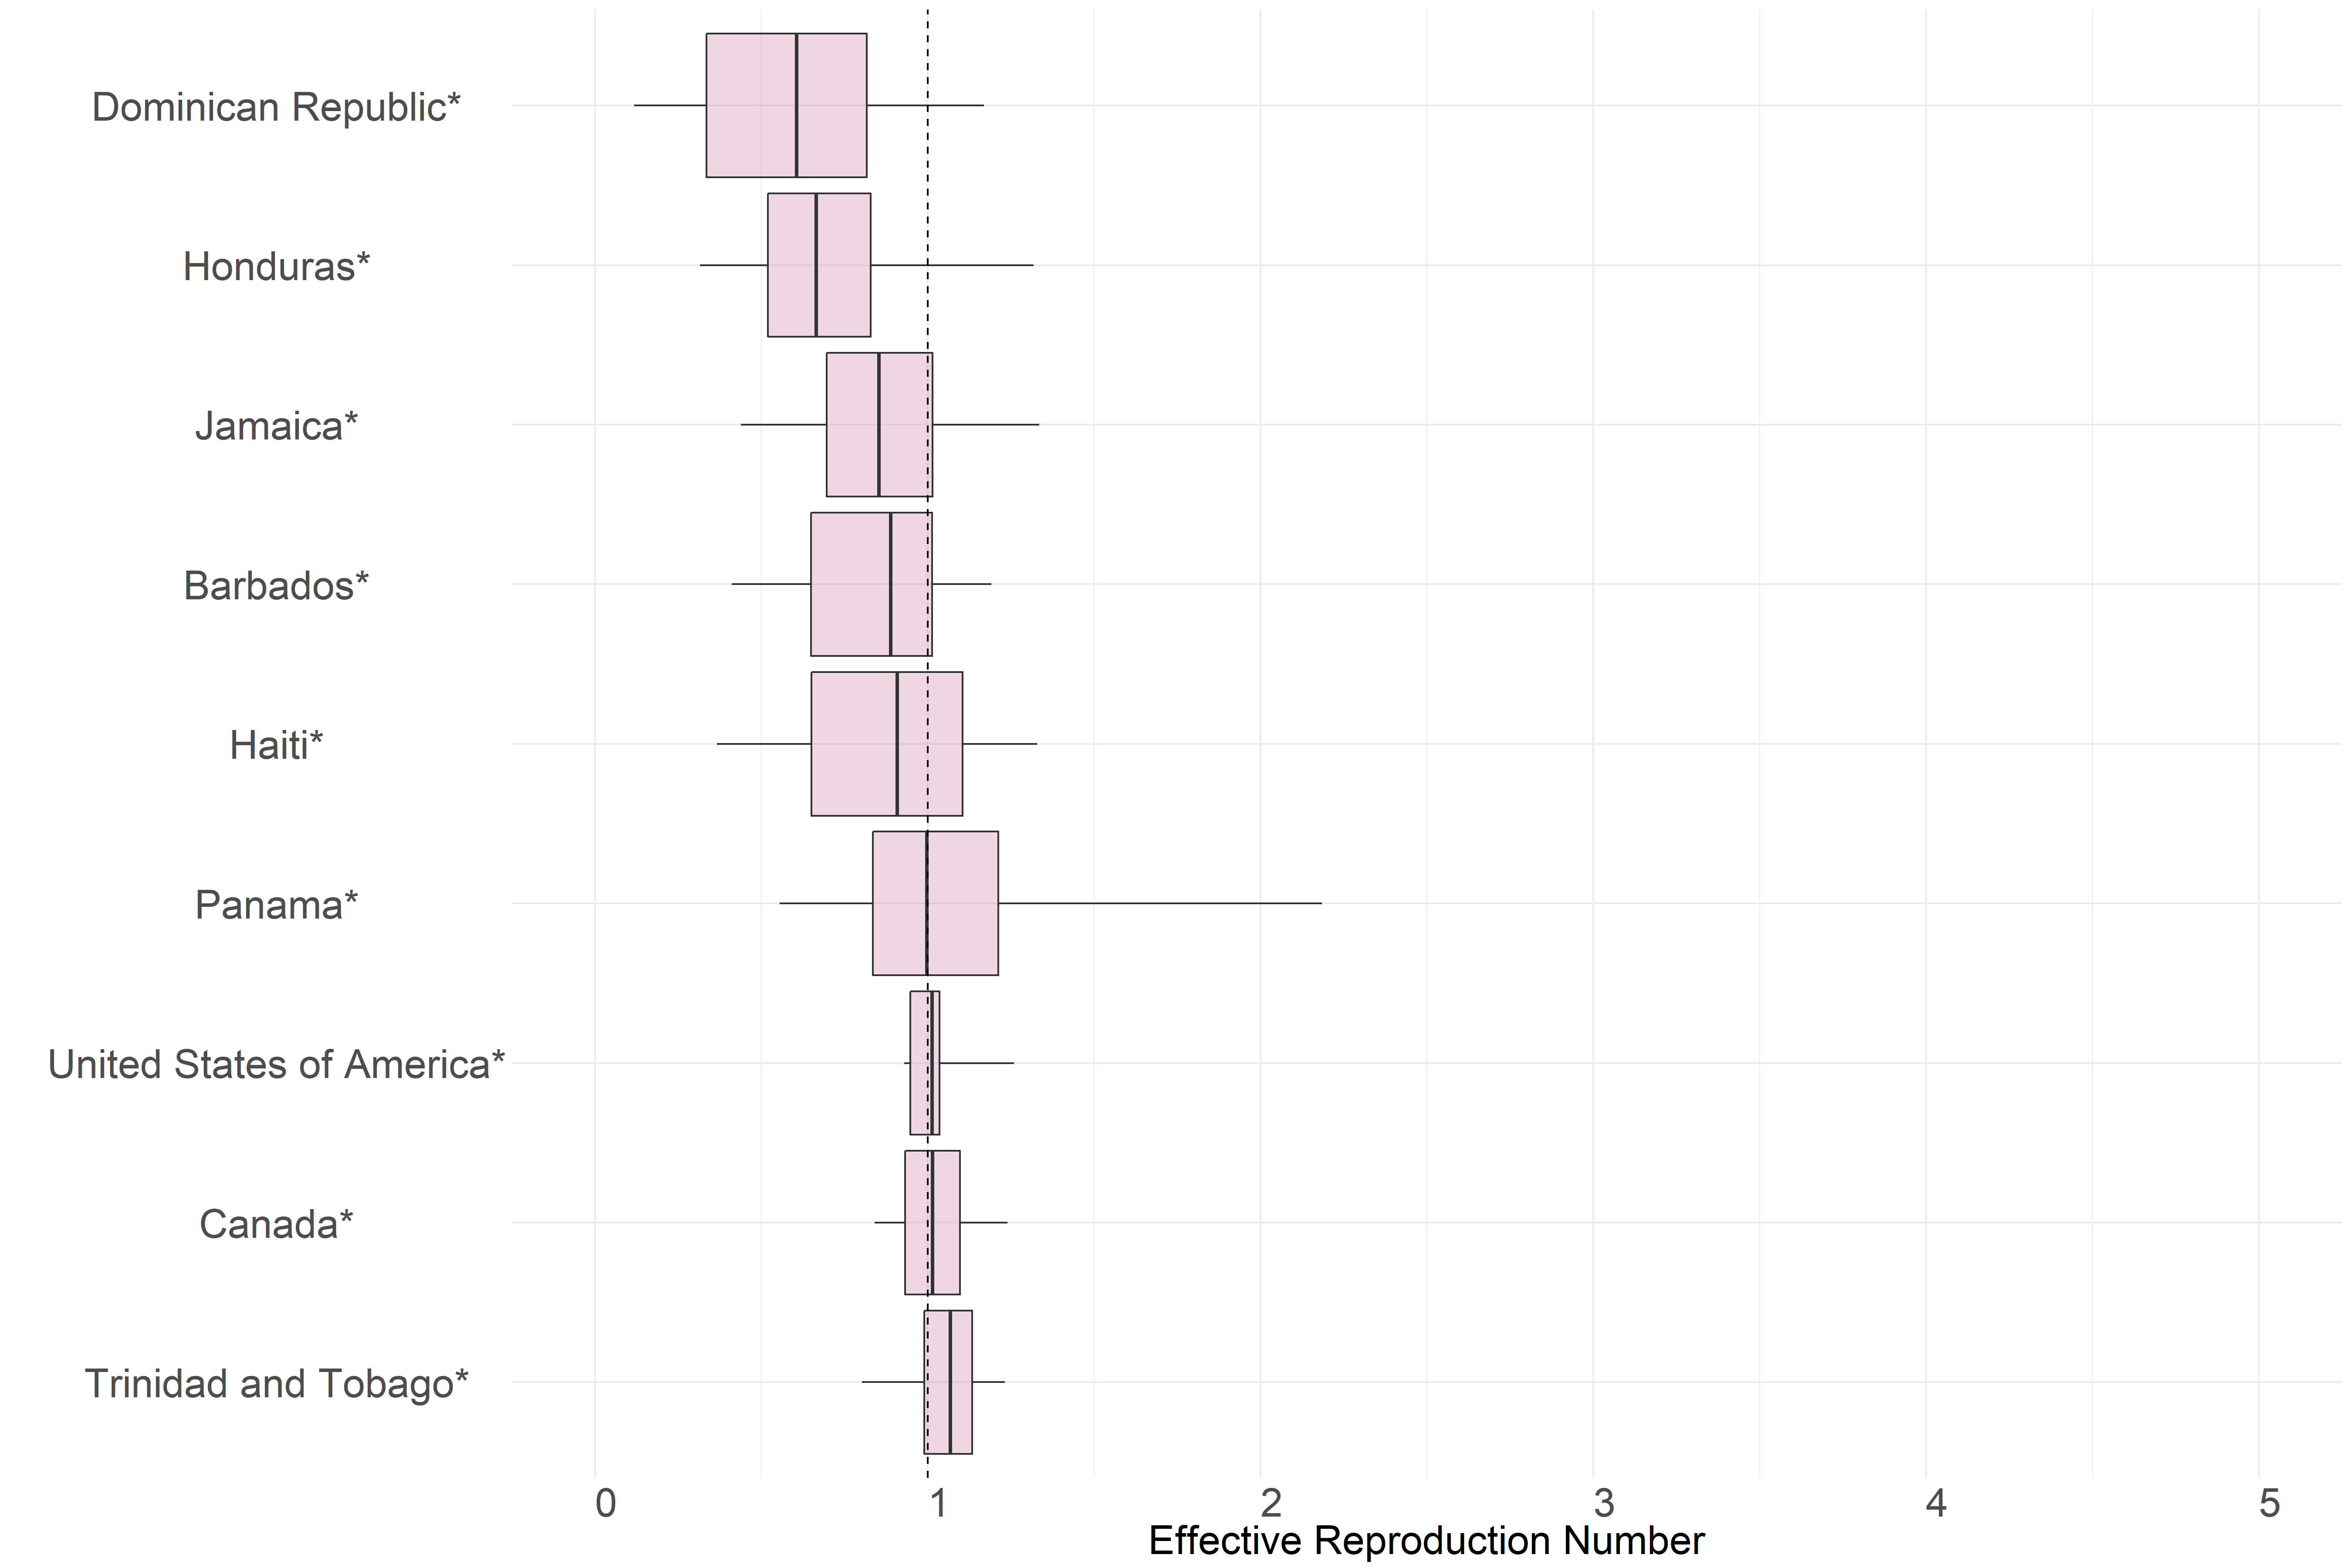 Dominican Republic*
Honduras*
Jamaica*
Barbados*
Haiti*
Panama*
United States of America*
Canada*
Trinidad and Tobago*
0 1 2 3 4 5
Effective Reproduction Number